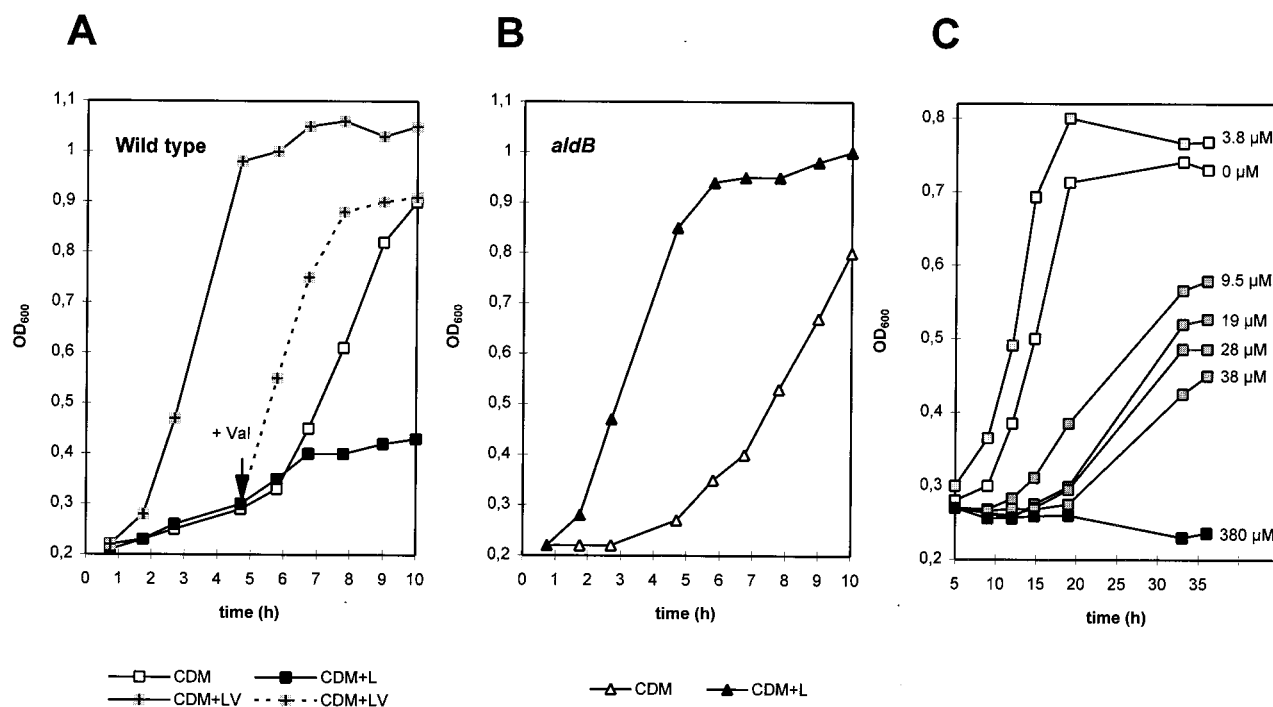 A
B
C
1,1
1
0,9
0,8
0,7
0,6
0,5
0,4
0,3
0,2
OD600
Wild type
+ Val
0 1 2 3 4 5 6 7 8 9 10
time (h)
CDM
CDM+L
CDM+LV
CDM+LV
1,1
1
0,9
0,8
0,7
0,6
0,5
0,4
0,3
0,2
OD600
aldB
0 1 2 3 4 5 6 7 8 9 10
time (h)
CDM
CDM+L
0,8
0,7
0,6
0,5
0,4
0,3
0,2
OD600
3.8 µM
0 µM
9.5 µM
19 µM
28 µM
38 µM
380 µM
5 10 15 20 25 30 35
time (h)